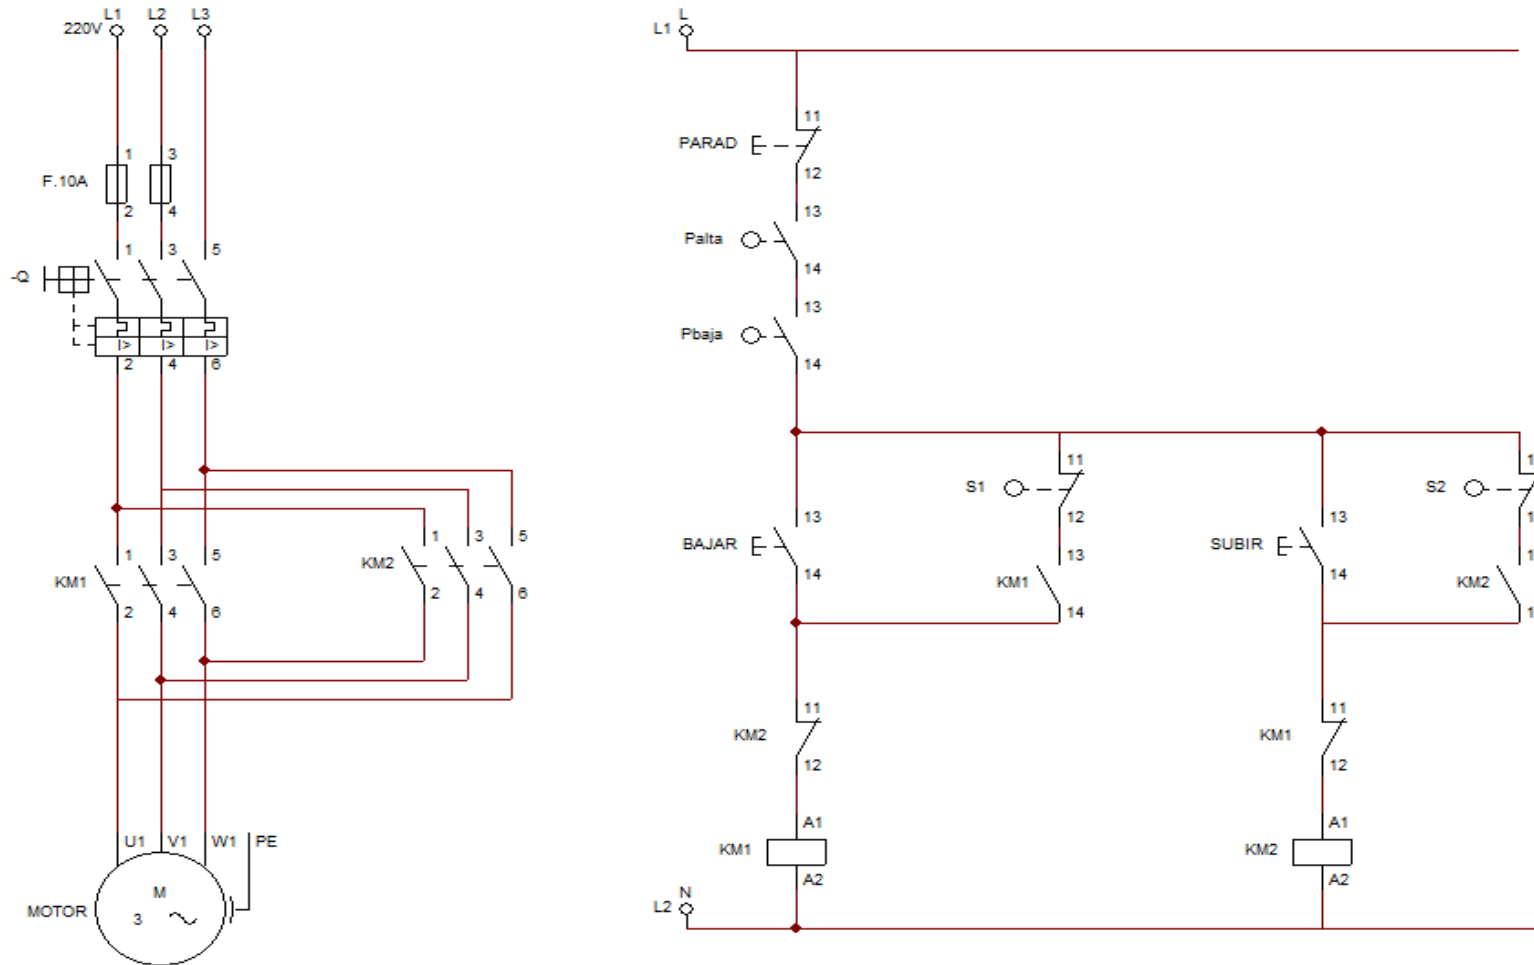 L1 L2 L3
220V
1 3
F.10A
2 4
1 3 5
-Q
I> I> I>
2 4 6
1 3 5
KM1
2 4 6
1 3 5
KM2
2 4 6
U1 V1 W1 PE
M
3
MOTOR
L
L1
11
PARAD
12
13
Palta
14
13
Pbaja
14
11
S1
12
S2
13
BAJAR
14
13
KM1
14
13
SUBIR
14
KM2
11
KM2
12
11
KM1
12
A1
KM1
A2
A1
KM2
A2
N
L2